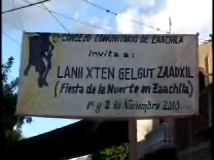 CONSEJO COMUNITARIO DE ZAACHILA
invita a:
LANII XTEN GELGUT ZAADXIL
(Fiesta de la Muerte en Zaachila)
1º y 2 de Noviembre 2010.